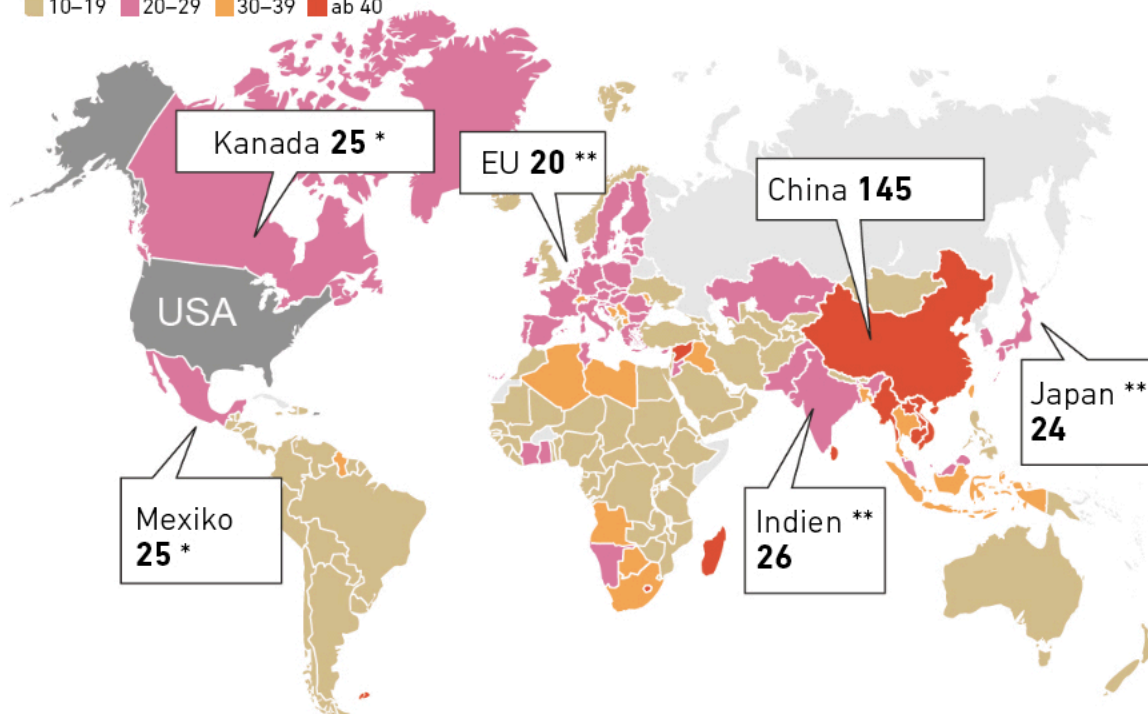 10–19 20–29 30–39 ab 40
Kanada 25 *
EU 20 **
China 145
USA
Japan **
24
Mexiko
25 *
Indien **
26